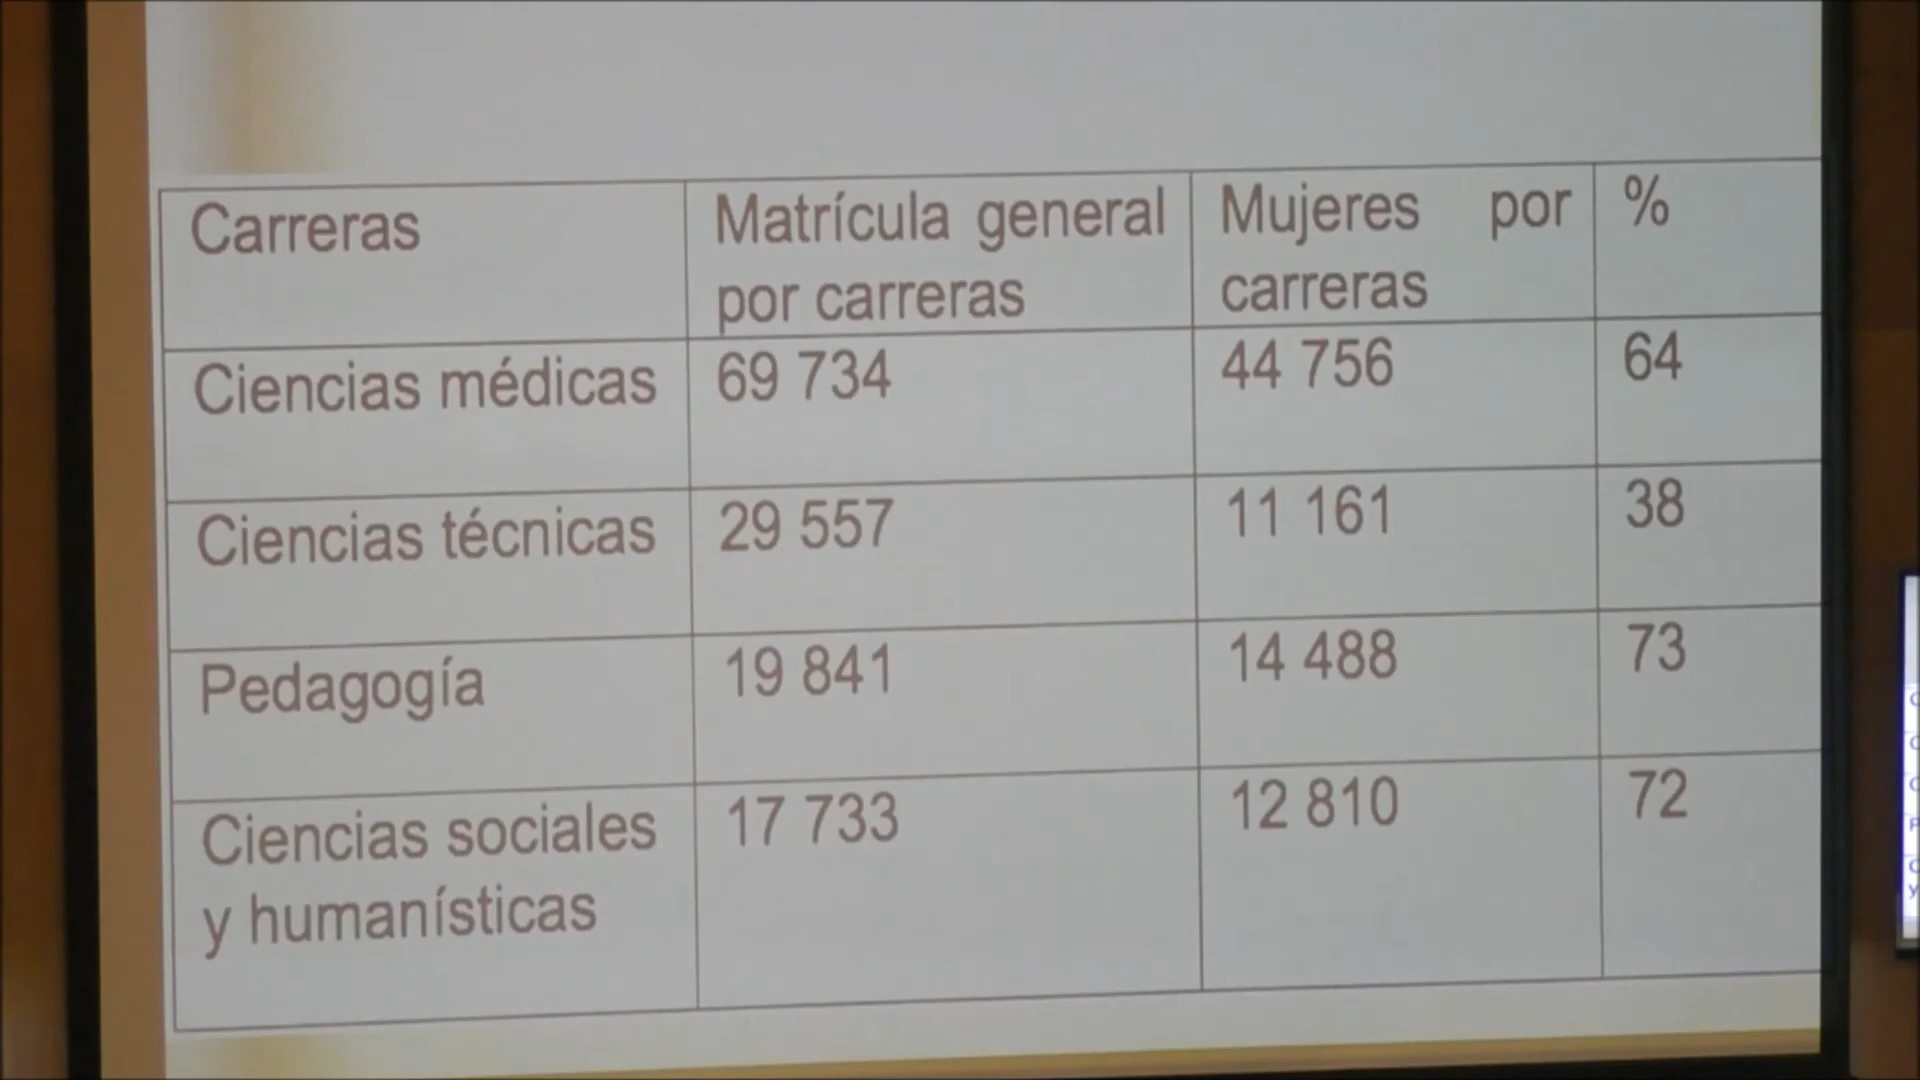 Carreras
Matrícula general
por carreras
Mujeres por
carreras
%
Ciencias médicas
69 734
44 756
64
Ciencias técnicas
29 557
11 161
38
Pedagogía
19 841
14 488
73
Ciencias sociales
y humanísticas
17 733
12 810
72